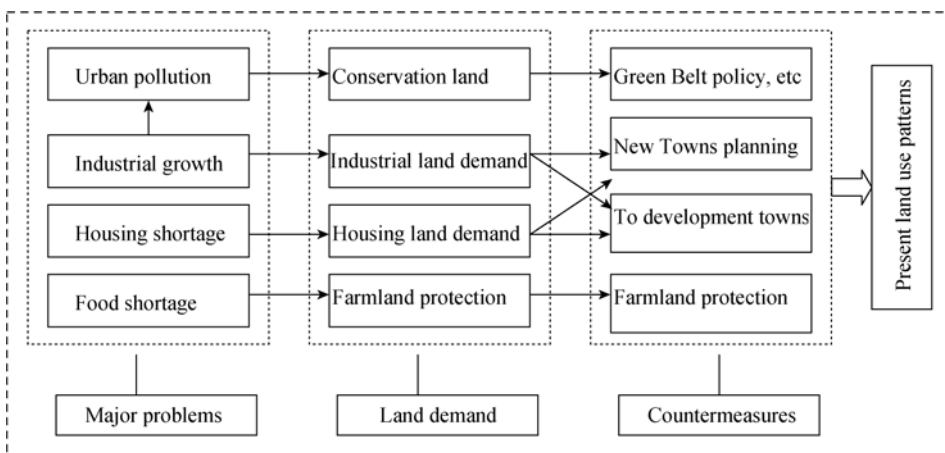 Urban pollution
Conservation land
Green Belt policy, etc
Industrial growth
Industrial land demand
New Towns planning
Housing shortage
Housing land demand
To development towns
Food shortage
Farmland protection
Farmland protection
Present land use patterns
Major problems
Land demand
Countermeasures